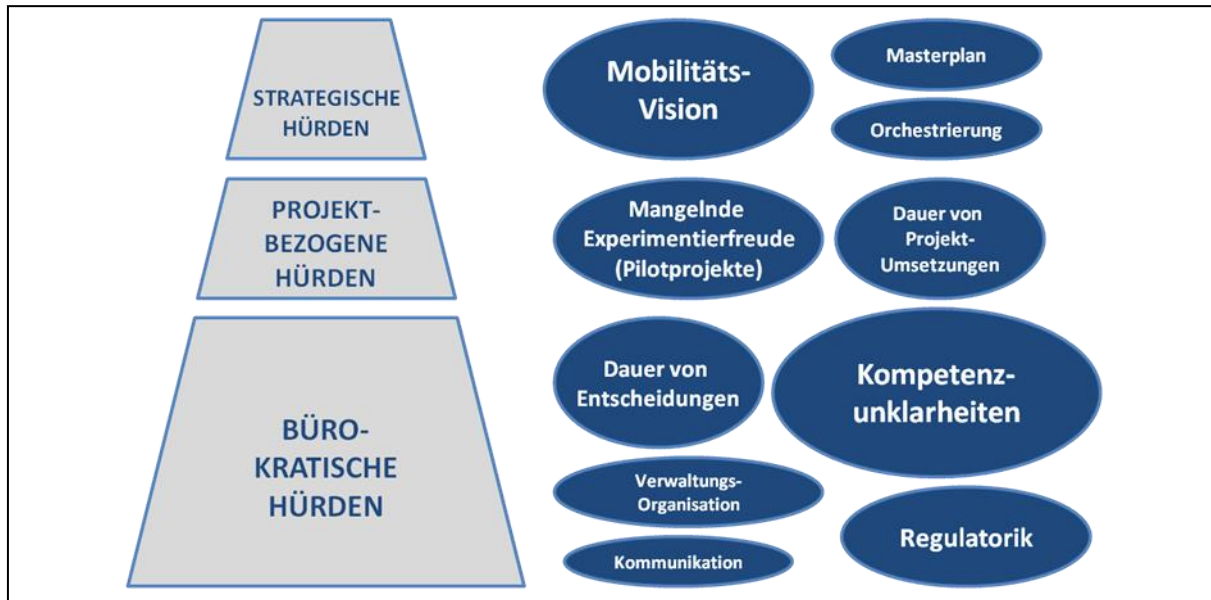 STRATEGISCHE
HÜRDEN
Mobilitäts-
Vision
Masterplan
Orchestrierung
PROJEKT-
BEZOGENE
HÜRDEN
Mangelnde
Experimentierfreude
(Pilotprojekte)
Dauer von
Projekt-
Umsetzungen
BÜRO-
KRATISCHE
HÜRDEN
Dauer von
Entscheidungen
Kompetenz-
unklarheiten
Verwaltungs-
Organisation
Regulatorik
Kommunikation